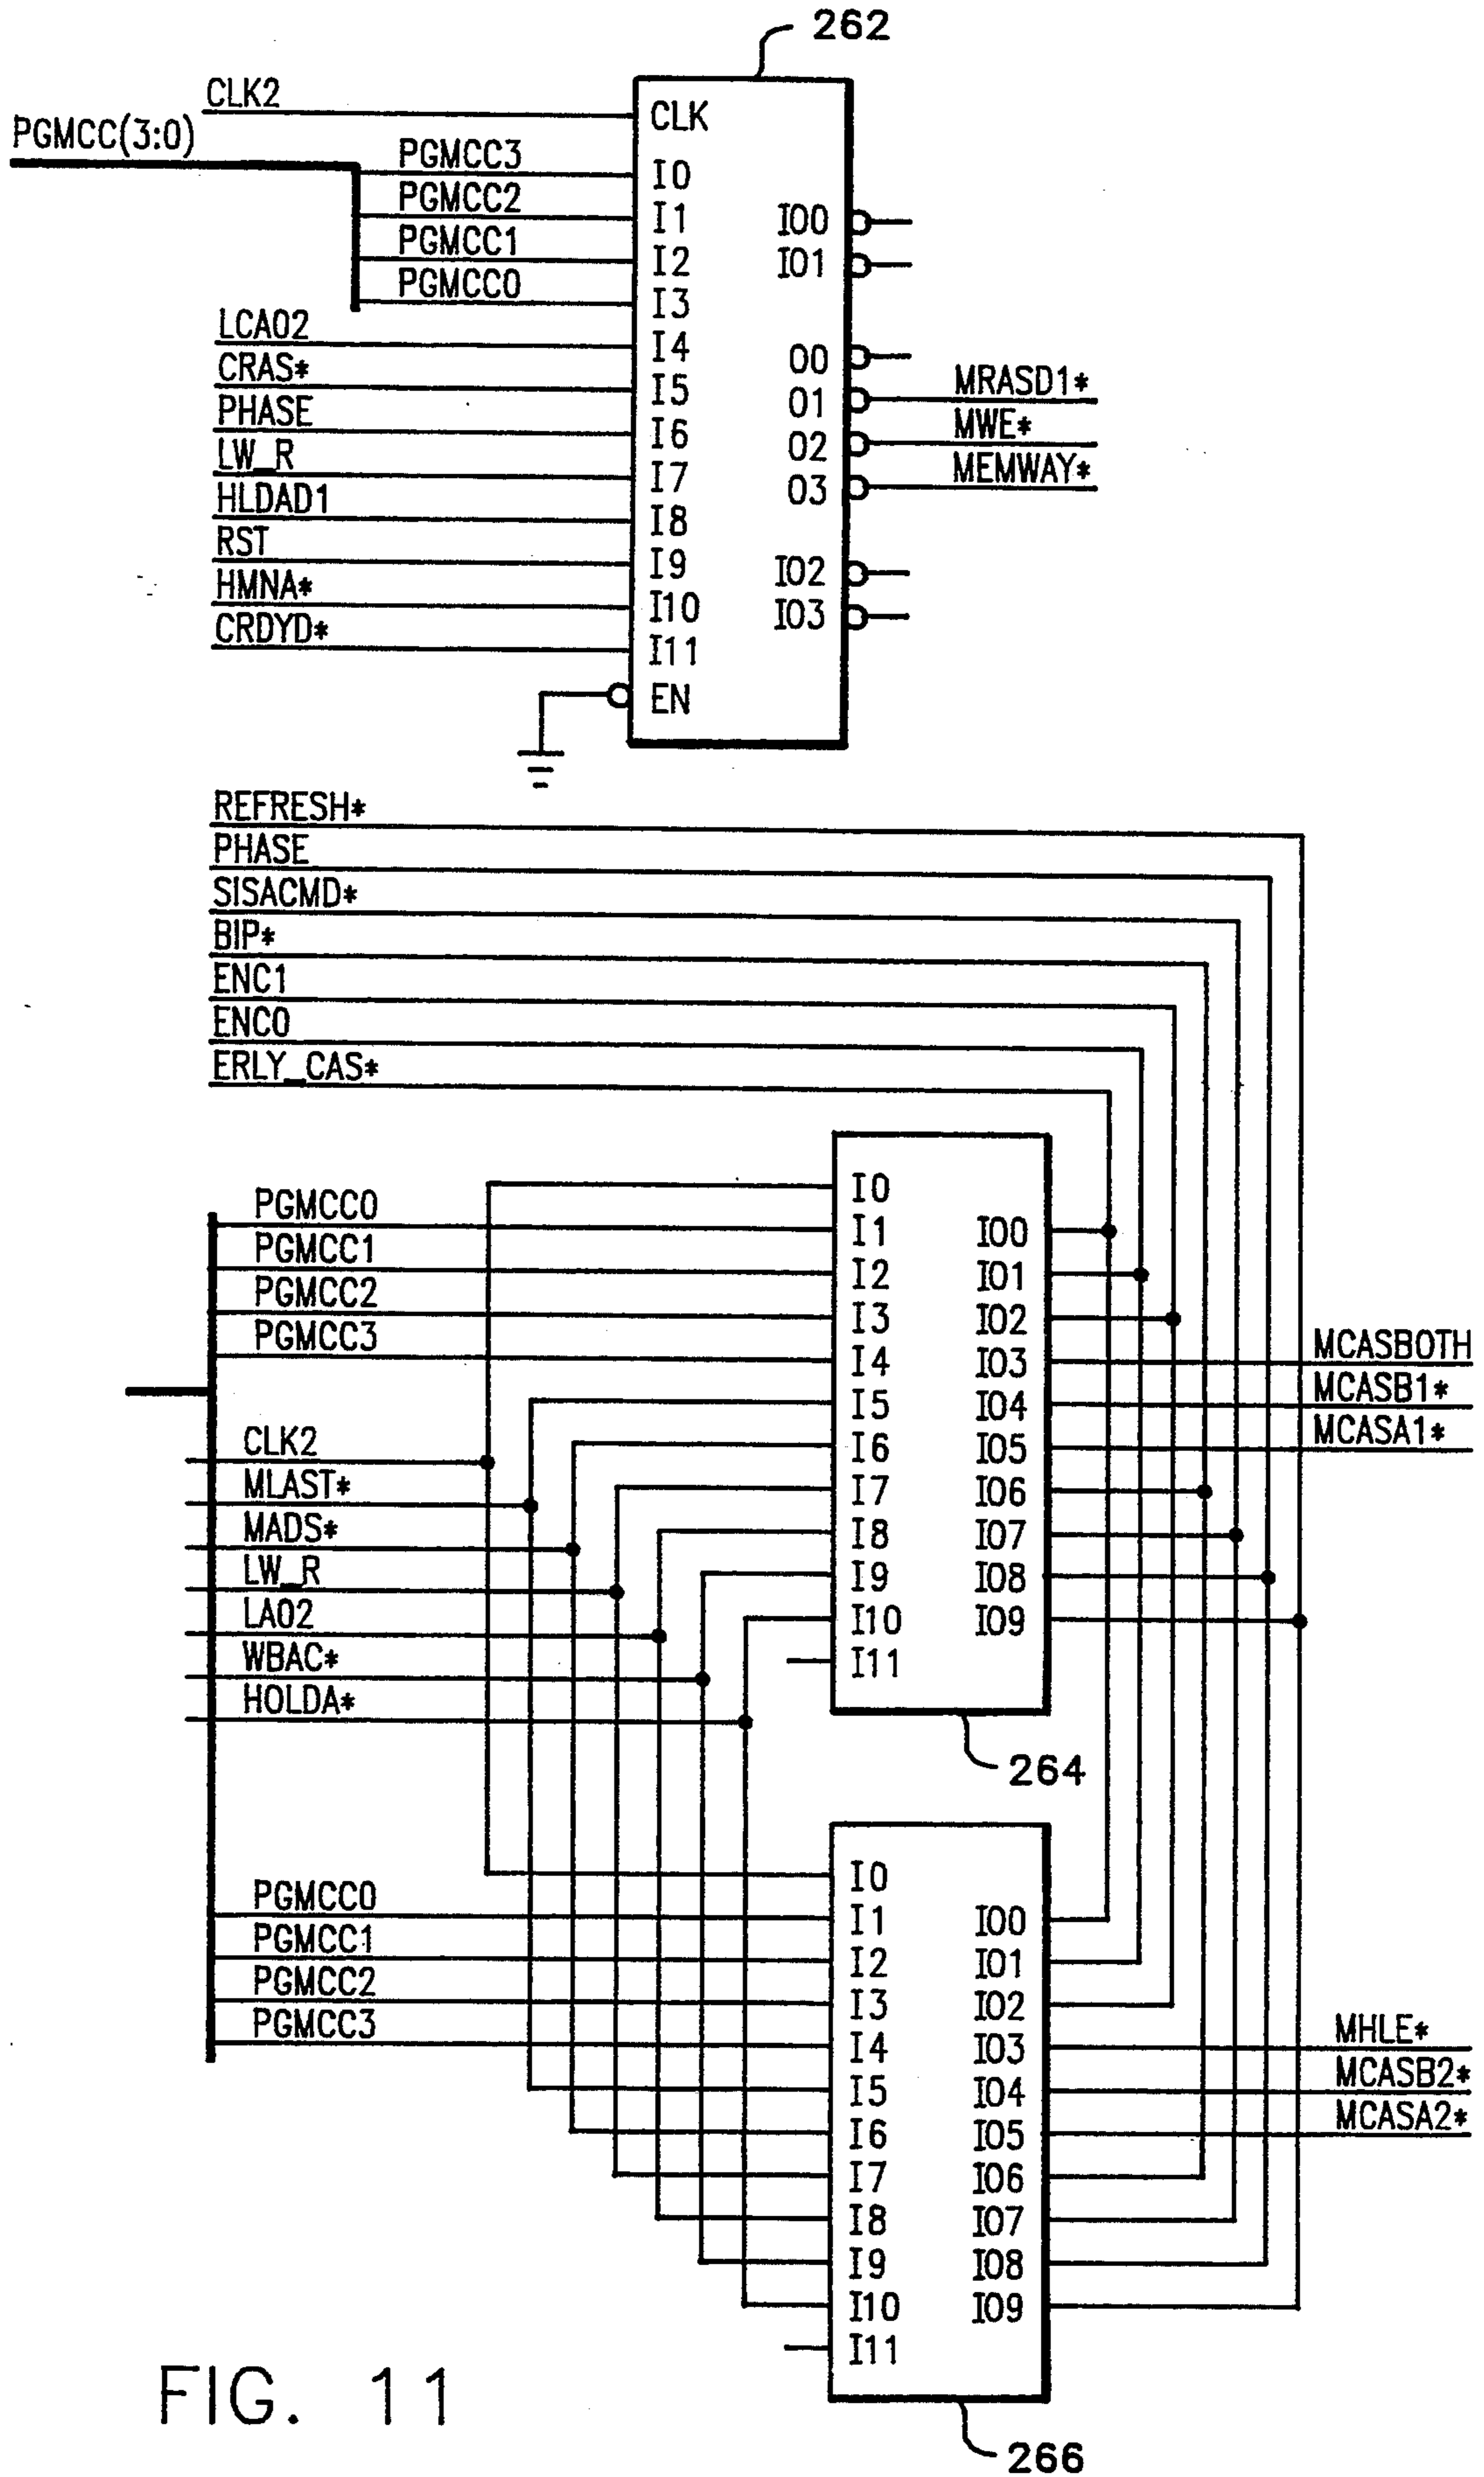 262
CLK2
CLK
PGMCC(3:0)
PGMCC3
I0
PGMCC2
I1
IO0
PGMCC1
I2
IO1
PGMCC0
I3
LCA02
I4
O0
CRAS*
I5
O1
MRASD1*
PHASE
I6
O2
MWE*
LW_R
I7
O3
MEMWAY*
HLDAD1
I8
RST
I9
IO2
HMNA*
I10
IO3
CRDYD*
I11
EN
REFRESH*
PHASE
SISACMD*
BIP*
ENC1
ENC0
ERLY_CAS*
I0
PGMCC0
I1
IO0
PGMCC1
I2
IO1
PGMCC2
I3
IO2
PGMCC3
I4
IO3
MCASBOTH
I5
IO4
MCASB1*
CLK2
I6
IO5
MCASA1*
MLAST*
I7
IO6
MADS*
I8
IO7
LW_R
I9
IO8
LA02
I10
IO9
WBAC*
I11
HOLDA*
264
I0
PGMCC0
I1
IO0
PGMCC1
I2
IO1
PGMCC2
I3
IO2
PGMCC3
I4
IO3
MHLE*
I5
IO4
MCASB2*
I6
IO5
MCASA2*
I7
IO6
I8
IO7
I9
IO8
I10
IO9
I11
FIG. 11
266